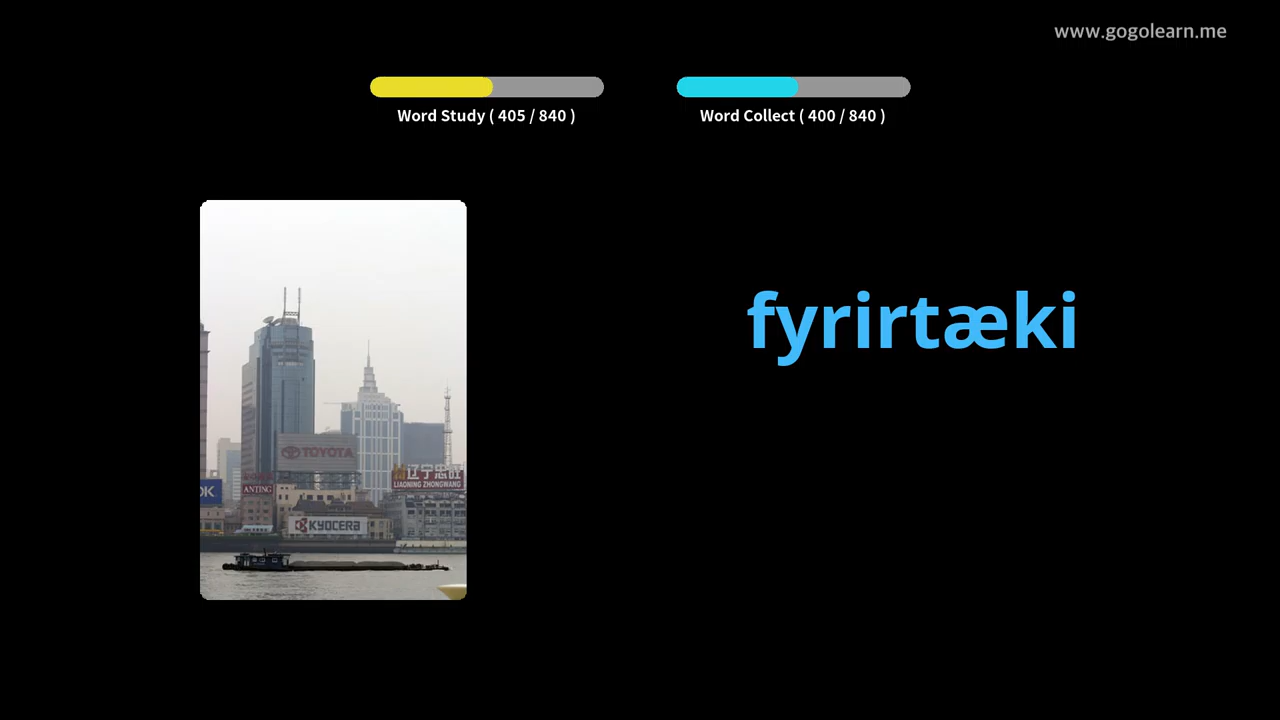 www.gogolearn.me
Word Study ( 405 / 840 )
Word Collect ( 400 / 840 )
fyrirtæki
TOYOTA
OK
ANTING
辽宁忠旺
LIAONING ZHONGWANG
KYOCERA